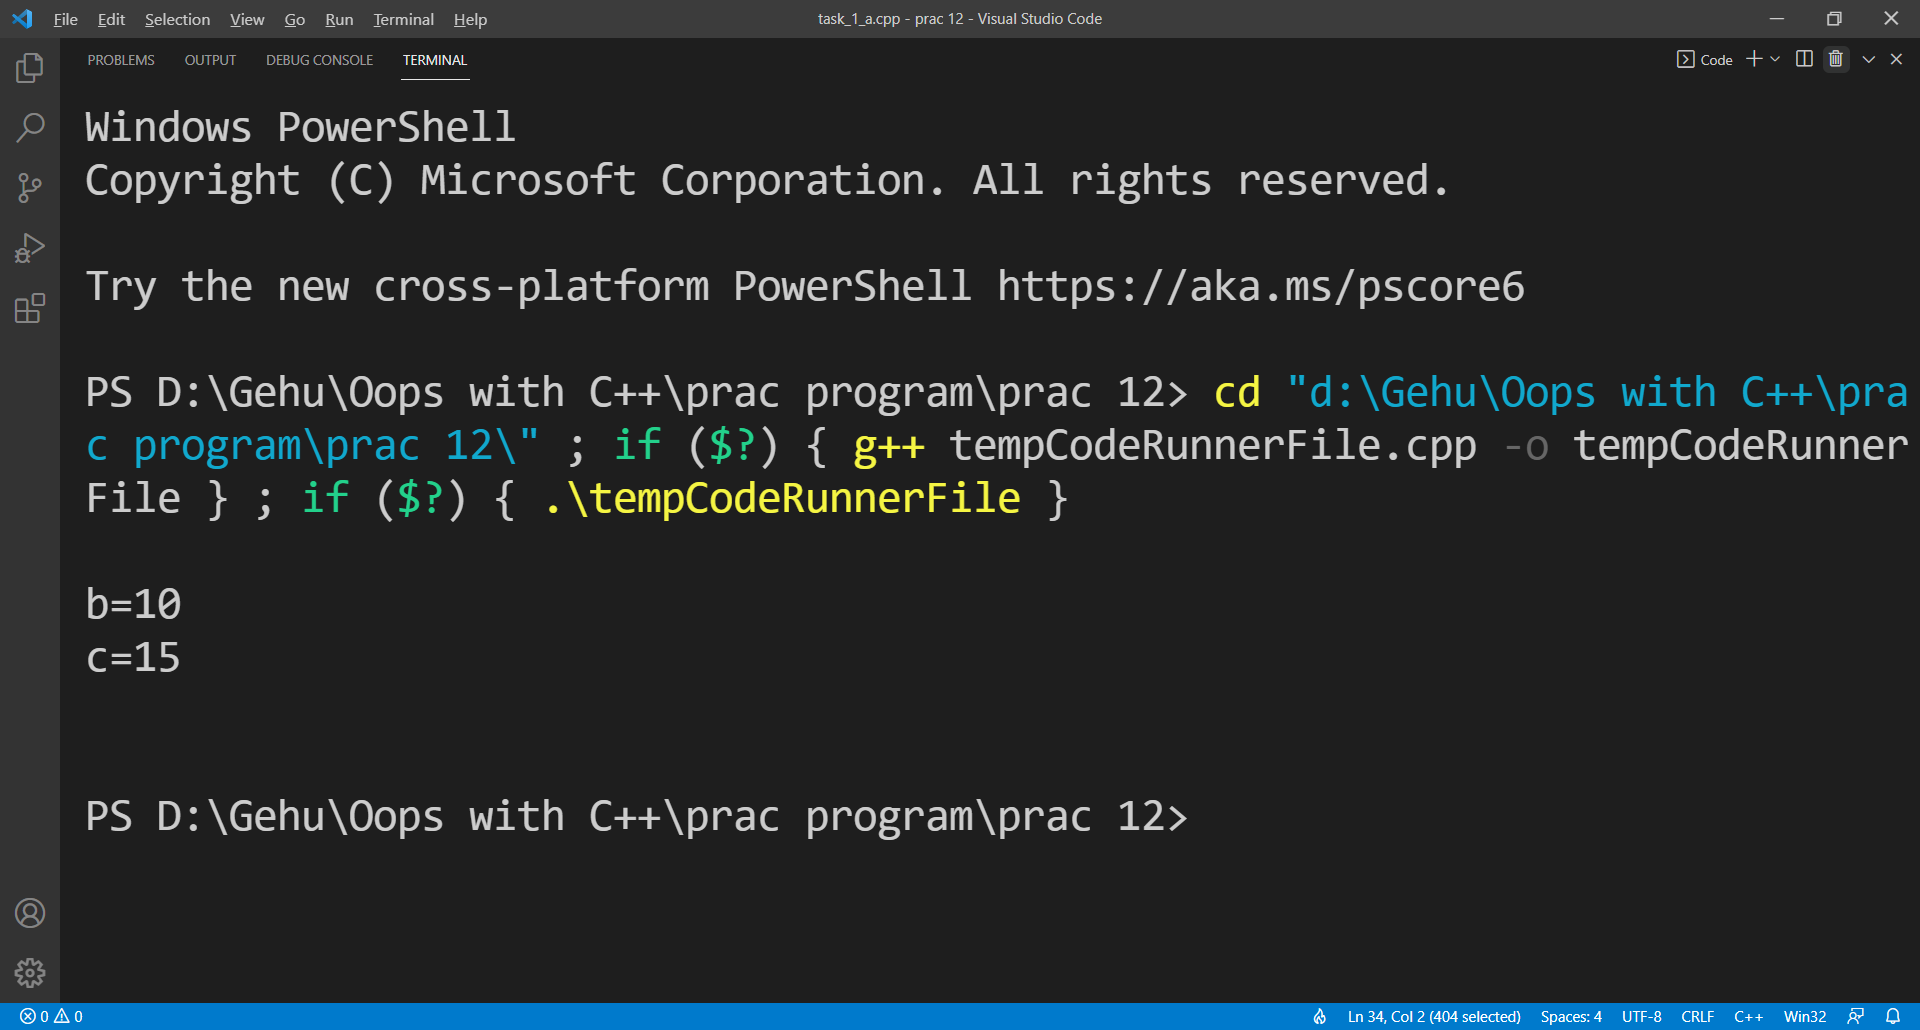 File Edit Selection View Go Run Terminal Help task_1_a.cpp - prac 12 - Visual Studio Code
PROBLEMS OUTPUT DEBUG CONSOLE TERMINAL Code
Windows PowerShell
Copyright (C) Microsoft Corporation. All rights reserved.
Try the new cross-platform PowerShell https://aka.ms/pscore6
PS D:\Gehu\Oops with C++\prac program\prac 12> cd "d:\Gehu\Oops with C++\pra
c program\prac 12\" ; if ($?) { g++ tempCodeRunnerFile.cpp -o tempCodeRunner
File } ; if ($?) { .\tempCodeRunnerFile }
b=10
c=15
PS D:\Gehu\Oops with C++\prac program\prac 12>
0 0 Ln 34, Col 2 (404 selected) Spaces: 4 UTF-8 CRLF C++ Win32